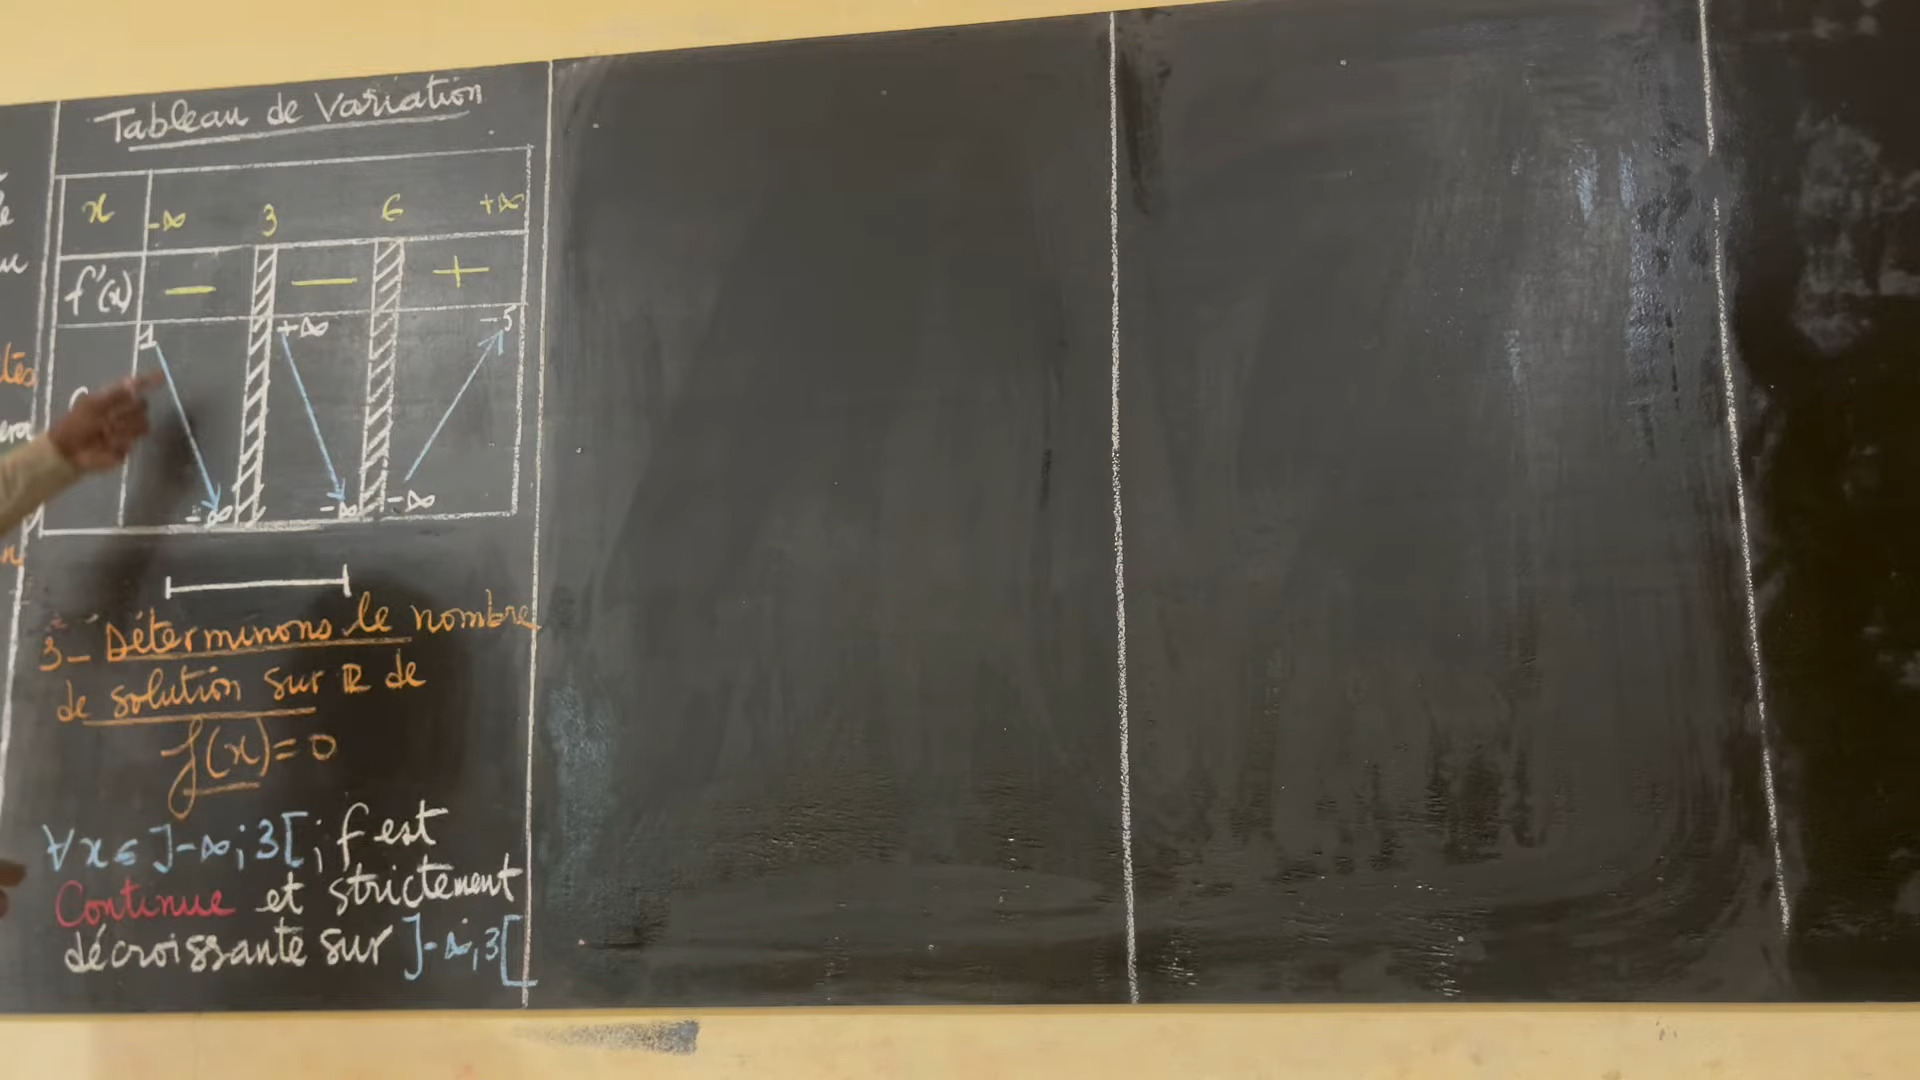 Tableau de Variation
x -∞ 3 6 +∞
f'(x) — — +
1 +∞ -5
-∞ -∞ -∞
3- Déterminons le nombre
de solution sur ℝ de
f(x)=0
∀x∈]-∞;3[; f est
Continue et strictement
décroissante sur ]-∞;3[